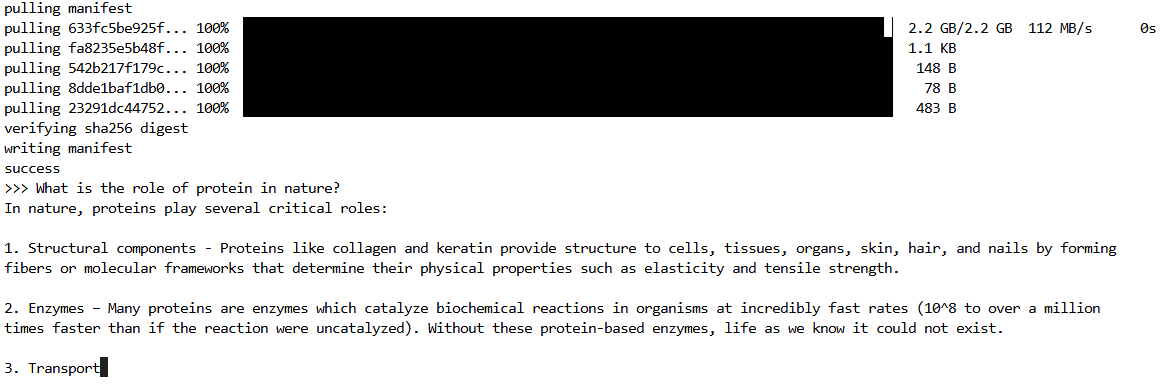 pulling manifest
pulling 633fc5be925f... 100% 2.2 GB/2.2 GB 112 MB/s 0s
pulling fa8235e5b48f... 100% 1.1 KB
pulling 542b217f179c... 100% 148 B
pulling 8dde1baf1db0... 100% 78 B
pulling 23291dc44752... 100% 483 B
verifying sha256 digest
writing manifest
success
>>> What is the role of protein in nature?
In nature, proteins play several critical roles:
1. Structural components - Proteins like collagen and keratin provide structure to cells, tissues, organs, skin, hair, and nails by forming
fibers or molecular frameworks that determine their physical properties such as elasticity and tensile strength.
2. Enzymes – Many proteins are enzymes which catalyze biochemical reactions in organisms at incredibly fast rates (10^8 to over a million
times faster than if the reaction were uncatalyzed). Without these protein-based enzymes, life as we know it could not exist.
3. Transport